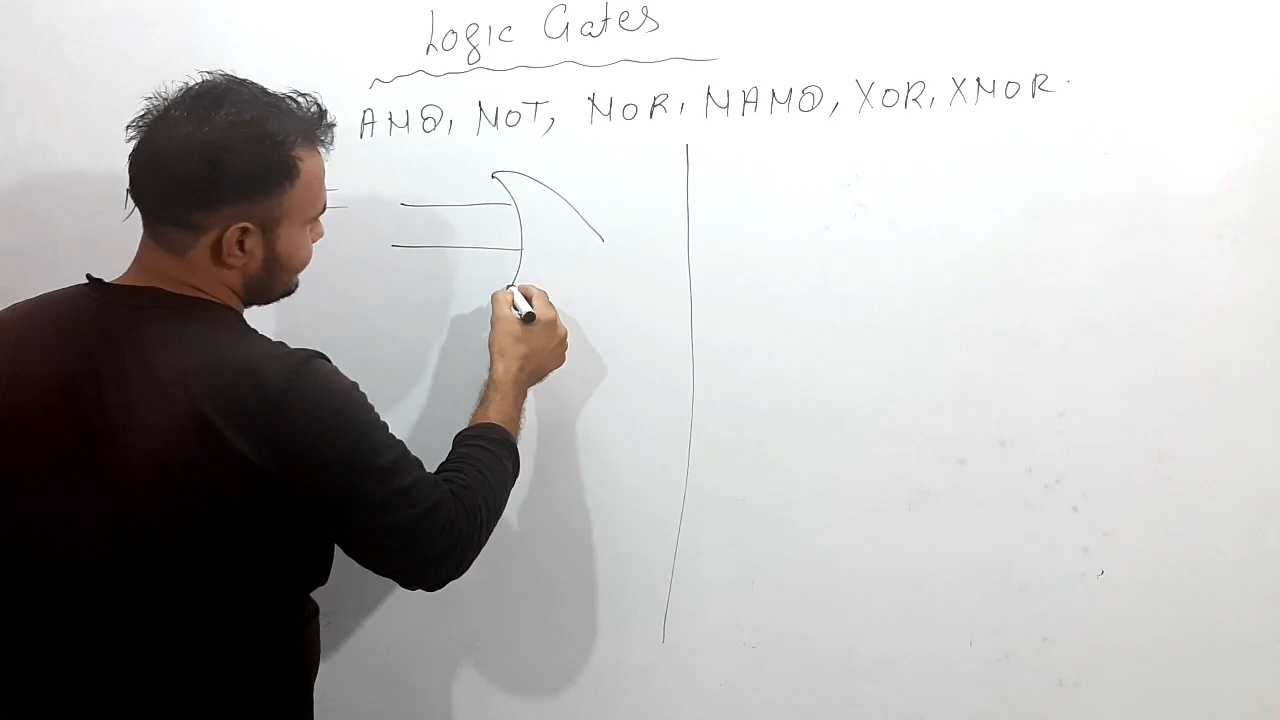 Logic Gates
AND, NOT, NOR, NAND, XOR, XNOR.